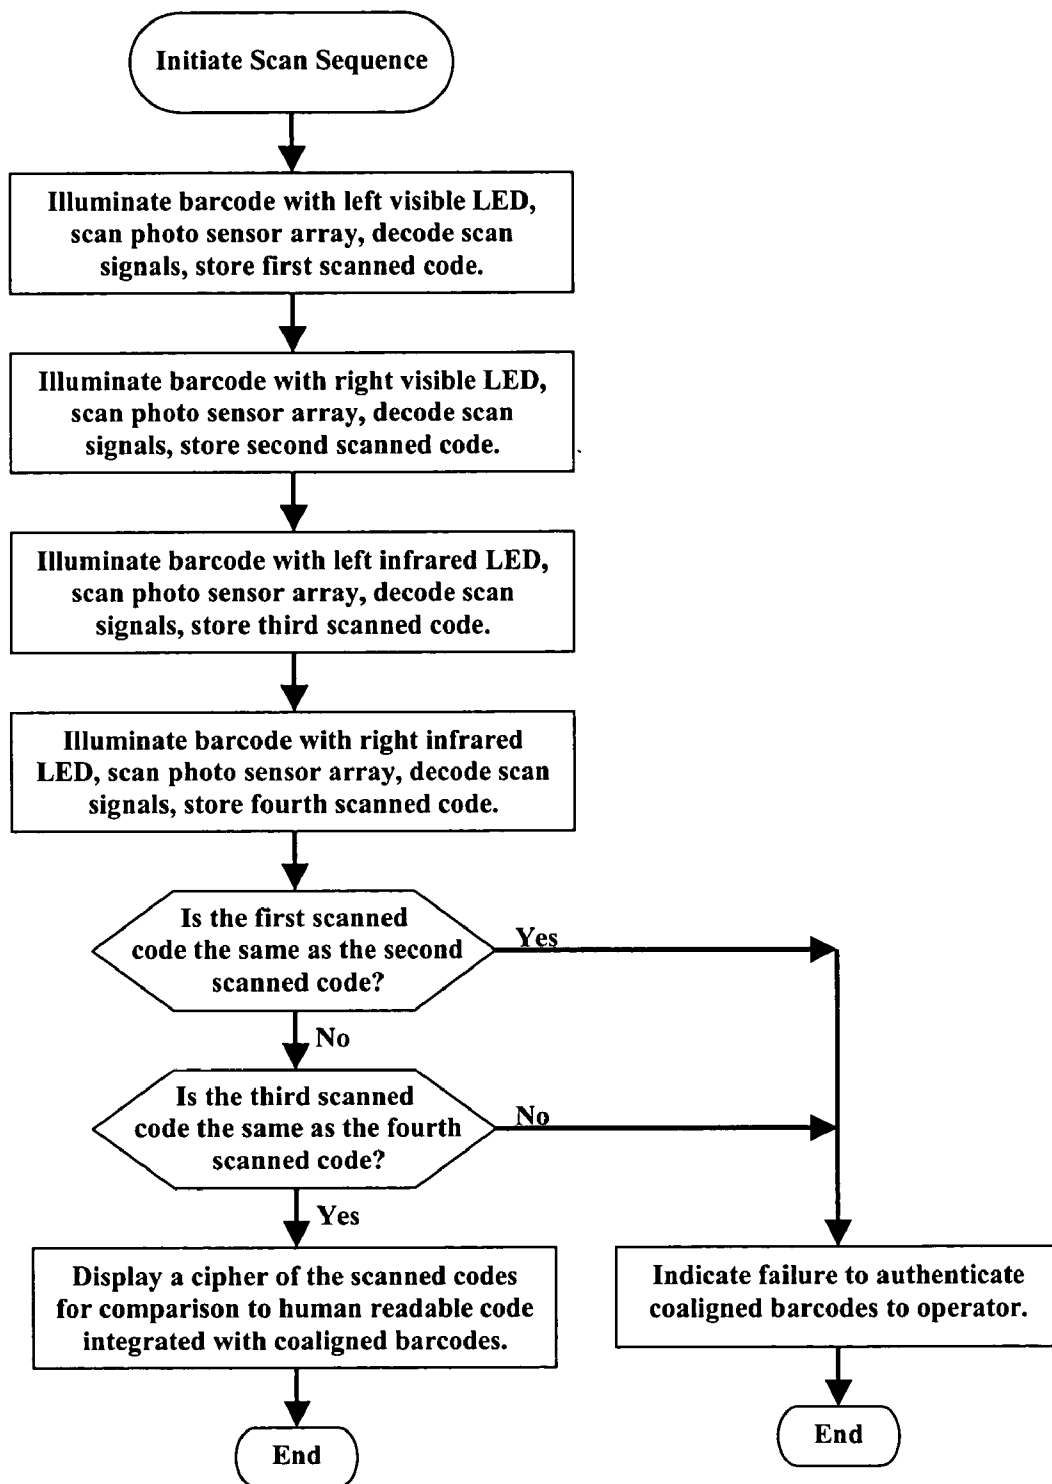 Initiate Scan Sequence
Illuminate barcode with left visible LED,
scan photo sensor array, decode scan
signals, store first scanned code.
Illuminate barcode with right visible LED,
scan photo sensor array, decode scan
signals, store second scanned code.
Illuminate barcode with left infrared LED,
scan photo sensor array, decode scan
signals, store third scanned code.
Illuminate barcode with right infrared
LED, scan photo sensor array, decode scan
signals, store fourth scanned code.
Is the first scanned
code the same as the second
scanned code?
Yes
No
Is the third scanned
code the same as the fourth
scanned code?
No
Yes
Display a cipher of the scanned codes
for comparison to human readable code
integrated with coaligned barcodes.
Indicate failure to authenticate
coaligned barcodes to operator.
End
End